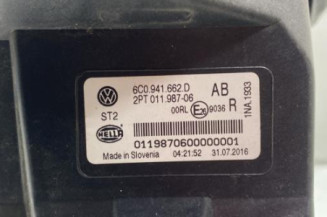 6C0.941.662.D AB
2PT 011.987-06
00RL E 9036 R
1NA.1933
ST2
HELLA
0119870600000001
Made in Slovenia 04:21:52 31.07.2016